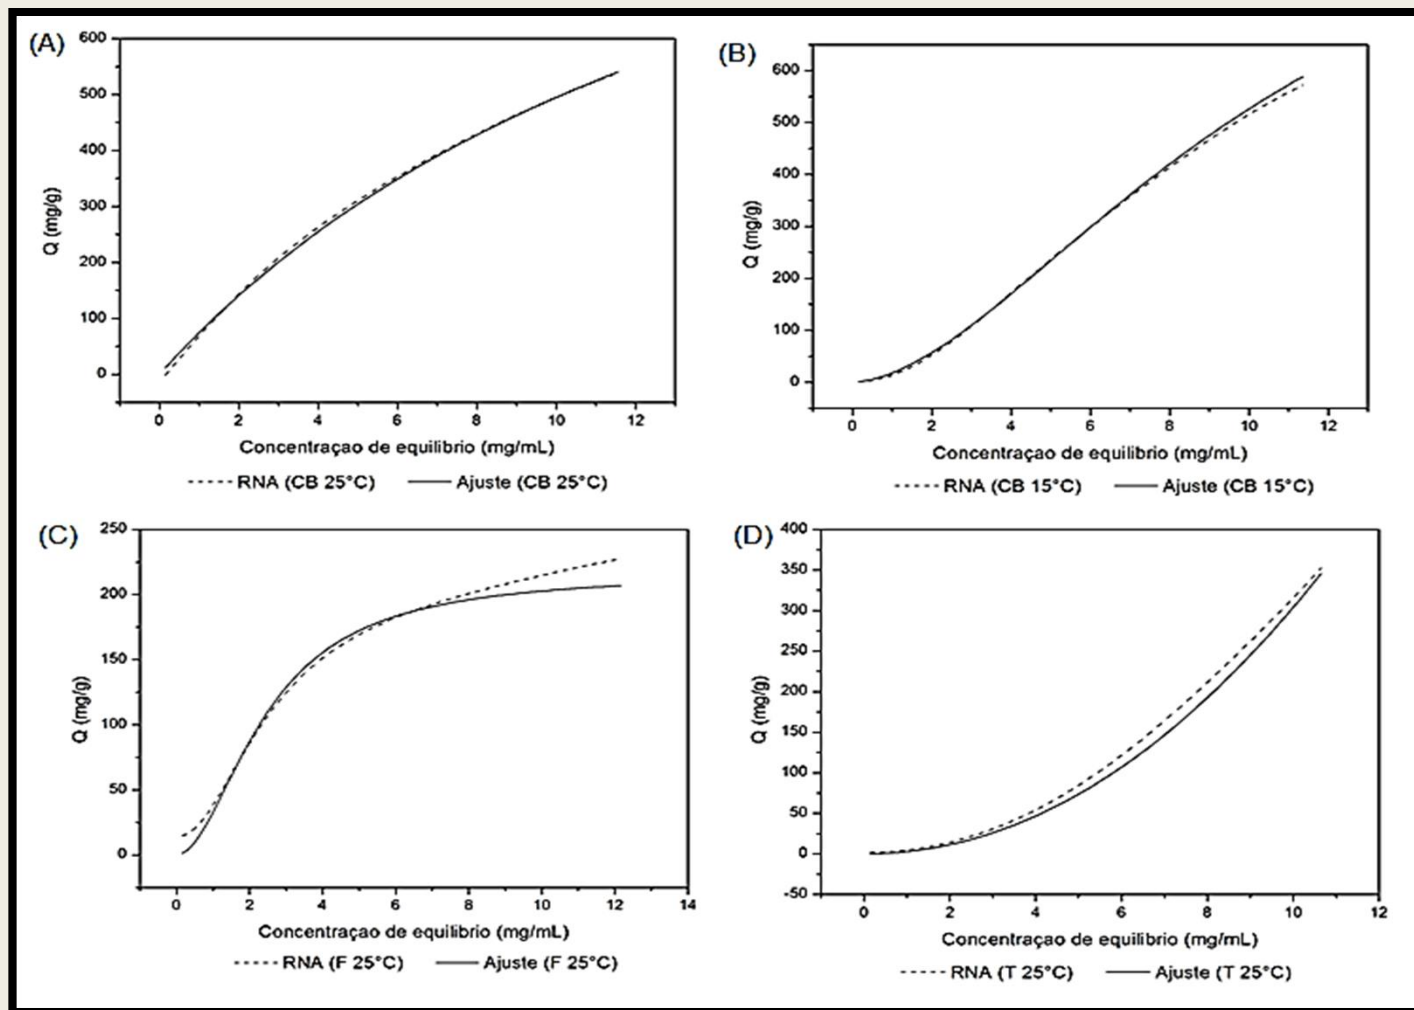 (A)
600
500
400
300
200
100
0
Q (mg/g)
0 2 4 6 8 10 12
Concentraçao de equilibrio (mg/mL)
RNA (CB 25°C) Ajuste (CB 25°C)
(B)
600
500
400
300
200
100
0
Q (mg/g)
0 2 4 6 8 10 12
Concentraçao de equilibrio (mg/mL)
RNA (CB 15°C) Ajuste (CB 15°C)
(C)
250
200
150
100
50
0
Q (mg/g)
0 2 4 6 8 10 12 14
Concentraçao de equilibrio (mg/mL)
RNA (F 25°C) Ajuste (F 25°C)
(D)
400
350
300
250
200
150
100
50
0
-50
Q (mg/g)
0 2 4 6 8 10 12
Concentraçao de equilibrio (mg/mL)
RNA (T 25°C) Ajuste (T 25°C)